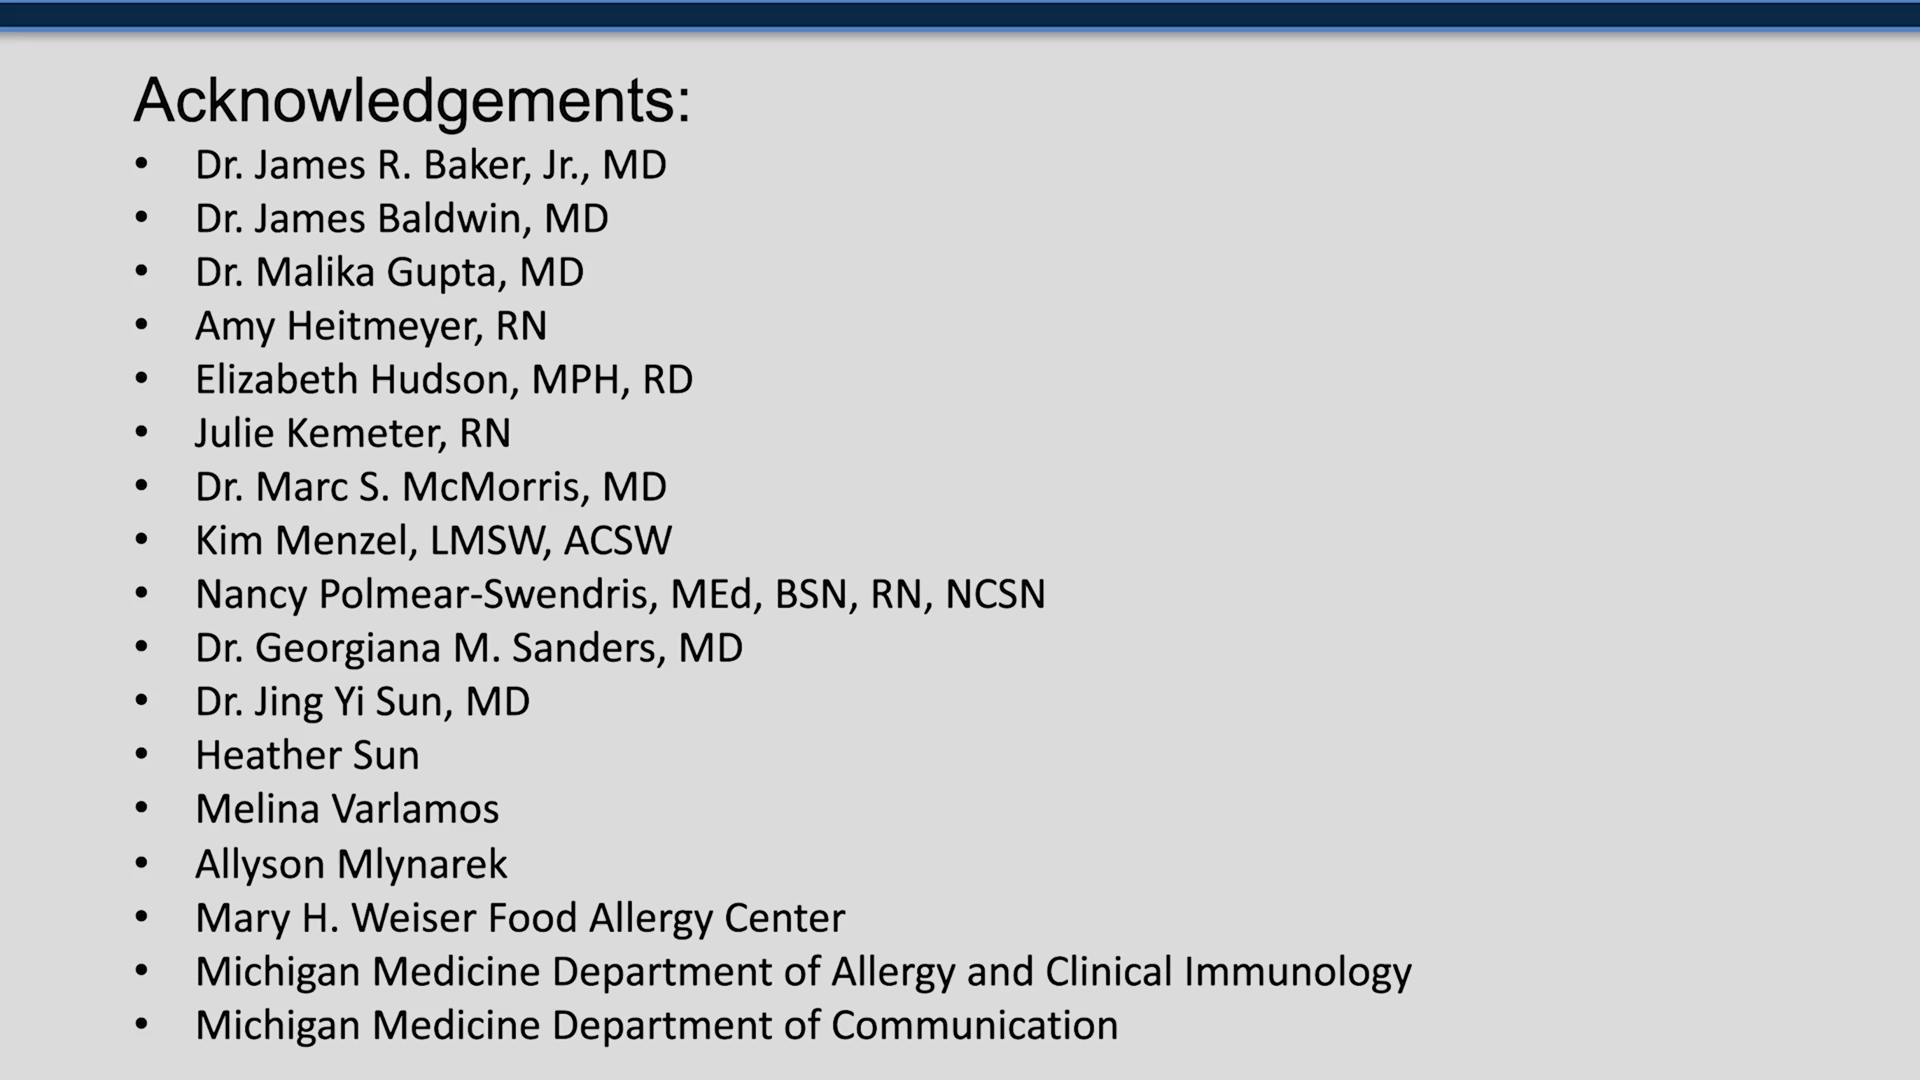 Acknowledgements:
• Dr. James R. Baker, Jr., MD
• Dr. James Baldwin, MD
• Dr. Malika Gupta, MD
• Amy Heitmeyer, RN
• Elizabeth Hudson, MPH, RD
• Julie Kemeter, RN
• Dr. Marc S. McMorris, MD
• Kim Menzel, LMSW, ACSW
• Nancy Polmear-Swendris, MEd, BSN, RN, NCSN
• Dr. Georgiana M. Sanders, MD
• Dr. Jing Yi Sun, MD
• Heather Sun
• Melina Varlamos
• Allyson Mlynarek
• Mary H. Weiser Food Allergy Center
• Michigan Medicine Department of Allergy and Clinical Immunology
• Michigan Medicine Department of Communication